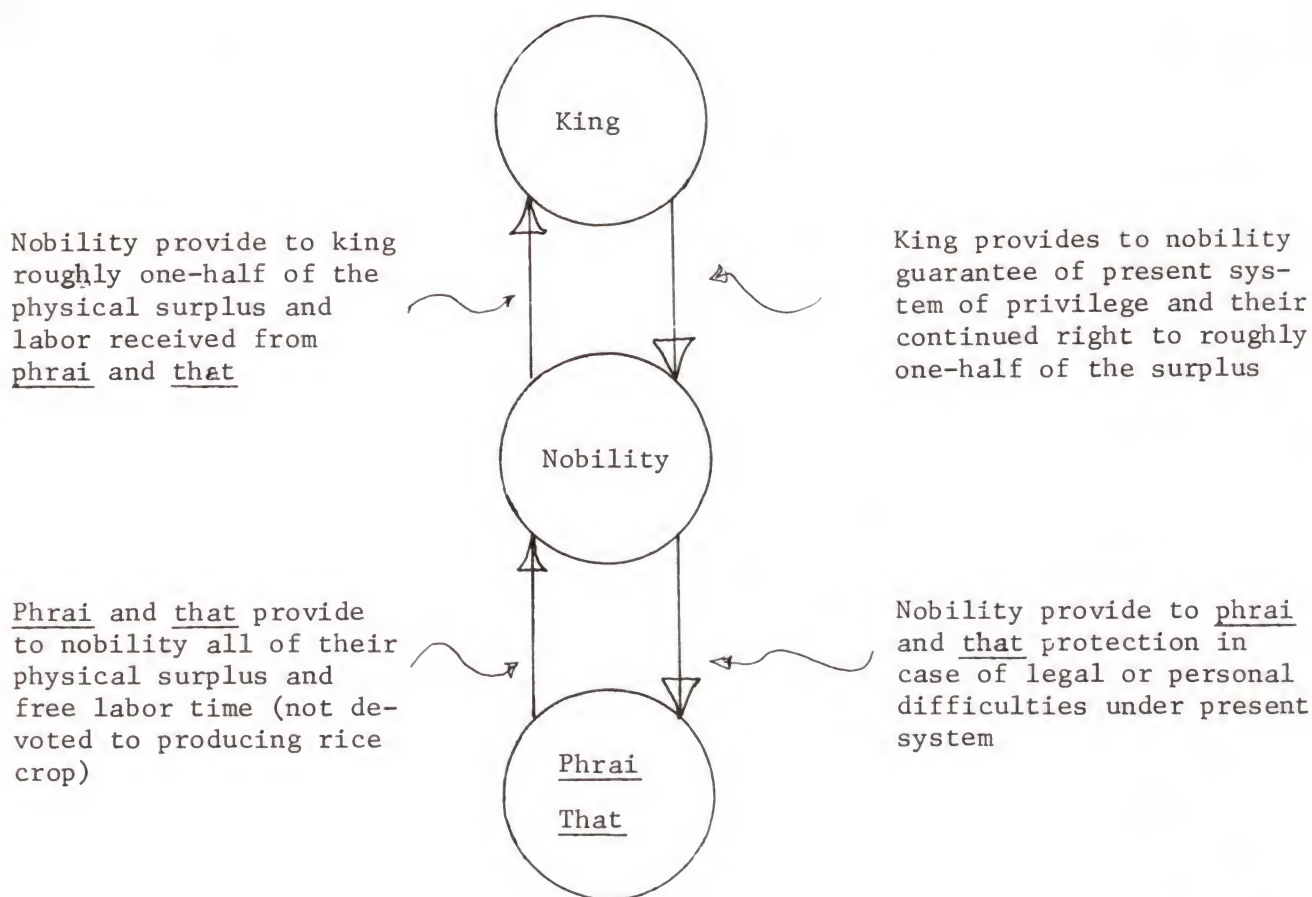 King
Nobility provide to king
roughly one-half of the
physical surplus and
labor received from
phrai and that
King provides to nobility
guarantee of present sys-
tem of privilege and their
continued right to roughly
one-half of the surplus
Nobility
Phrai and that provide
to nobility all of their
physical surplus and
free labor time (not de-
voted to producing rice
crop)
Nobility provide to phrai
and that protection in
case of legal or personal
difficulties under present
system
Phrai
That